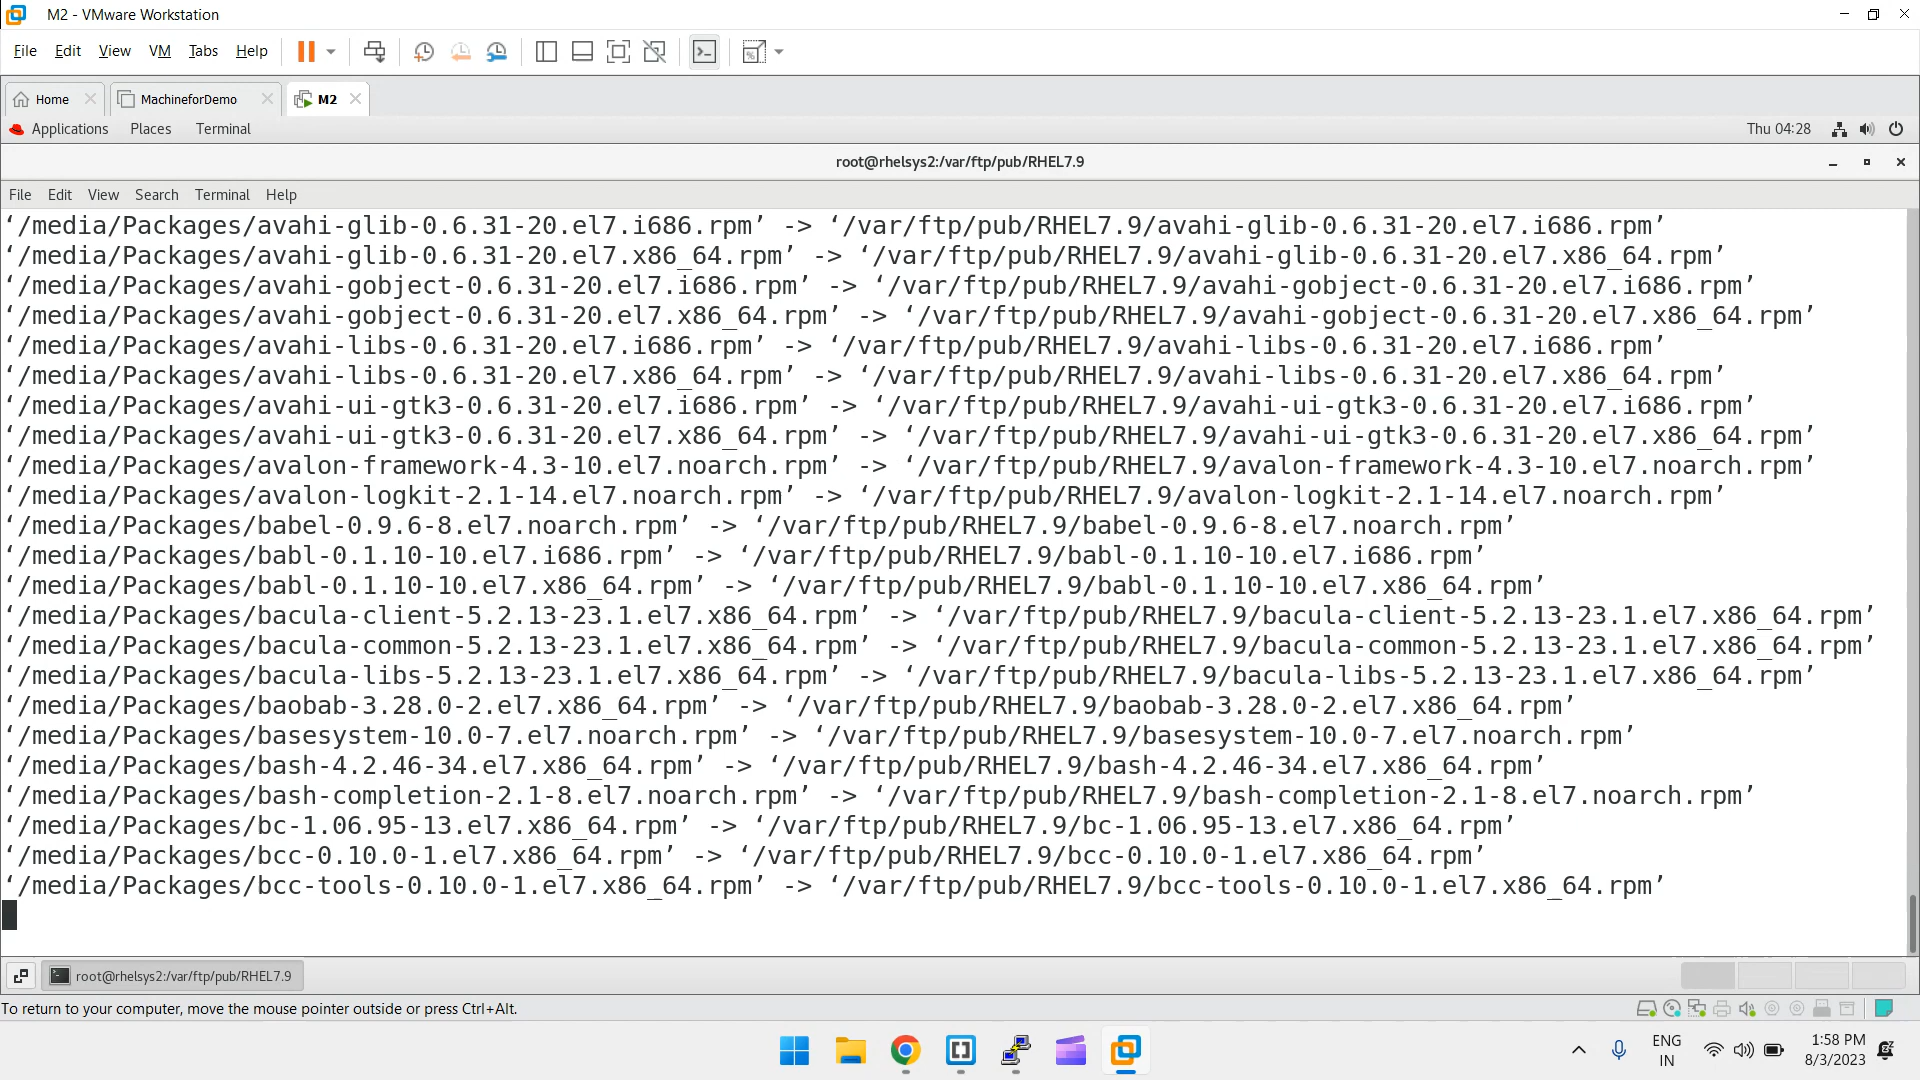 M2 - VMware Workstation
File Edit View VM Tabs Help
Home MachineforDemo M2
Applications Places Terminal Thu 04:28
root@rhelsys2:/var/ftp/pub/RHEL7.9
File Edit View Search Terminal Help
‘/media/Packages/avahi-glib-0.6.31-20.el7.i686.rpm’ -> ‘/var/ftp/pub/RHEL7.9/avahi-glib-0.6.31-20.el7.i686.rpm’
‘/media/Packages/avahi-glib-0.6.31-20.el7.x86_64.rpm’ -> ‘/var/ftp/pub/RHEL7.9/avahi-glib-0.6.31-20.el7.x86_64.rpm’
‘/media/Packages/avahi-gobject-0.6.31-20.el7.i686.rpm’ -> ‘/var/ftp/pub/RHEL7.9/avahi-gobject-0.6.31-20.el7.i686.rpm’
‘/media/Packages/avahi-gobject-0.6.31-20.el7.x86_64.rpm’ -> ‘/var/ftp/pub/RHEL7.9/avahi-gobject-0.6.31-20.el7.x86_64.rpm’
‘/media/Packages/avahi-libs-0.6.31-20.el7.i686.rpm’ -> ‘/var/ftp/pub/RHEL7.9/avahi-libs-0.6.31-20.el7.i686.rpm’
‘/media/Packages/avahi-libs-0.6.31-20.el7.x86_64.rpm’ -> ‘/var/ftp/pub/RHEL7.9/avahi-libs-0.6.31-20.el7.x86_64.rpm’
‘/media/Packages/avahi-ui-gtk3-0.6.31-20.el7.i686.rpm’ -> ‘/var/ftp/pub/RHEL7.9/avahi-ui-gtk3-0.6.31-20.el7.i686.rpm’
‘/media/Packages/avahi-ui-gtk3-0.6.31-20.el7.x86_64.rpm’ -> ‘/var/ftp/pub/RHEL7.9/avahi-ui-gtk3-0.6.31-20.el7.x86_64.rpm’
‘/media/Packages/avalon-framework-4.3-10.el7.noarch.rpm’ -> ‘/var/ftp/pub/RHEL7.9/avalon-framework-4.3-10.el7.noarch.rpm’
‘/media/Packages/avalon-logkit-2.1-14.el7.noarch.rpm’ -> ‘/var/ftp/pub/RHEL7.9/avalon-logkit-2.1-14.el7.noarch.rpm’
‘/media/Packages/babel-0.9.6-8.el7.noarch.rpm’ -> ‘/var/ftp/pub/RHEL7.9/babel-0.9.6-8.el7.noarch.rpm’
‘/media/Packages/babl-0.1.10-10.el7.i686.rpm’ -> ‘/var/ftp/pub/RHEL7.9/babl-0.1.10-10.el7.i686.rpm’
‘/media/Packages/babl-0.1.10-10.el7.x86_64.rpm’ -> ‘/var/ftp/pub/RHEL7.9/babl-0.1.10-10.el7.x86_64.rpm’
‘/media/Packages/bacula-client-5.2.13-23.1.el7.x86_64.rpm’ -> ‘/var/ftp/pub/RHEL7.9/bacula-client-5.2.13-23.1.el7.x86_64.rpm’
‘/media/Packages/bacula-common-5.2.13-23.1.el7.x86_64.rpm’ -> ‘/var/ftp/pub/RHEL7.9/bacula-common-5.2.13-23.1.el7.x86_64.rpm’
‘/media/Packages/bacula-libs-5.2.13-23.1.el7.x86_64.rpm’ -> ‘/var/ftp/pub/RHEL7.9/bacula-libs-5.2.13-23.1.el7.x86_64.rpm’
‘/media/Packages/baobab-3.28.0-2.el7.x86_64.rpm’ -> ‘/var/ftp/pub/RHEL7.9/baobab-3.28.0-2.el7.x86_64.rpm’
‘/media/Packages/basesystem-10.0-7.el7.noarch.rpm’ -> ‘/var/ftp/pub/RHEL7.9/basesystem-10.0-7.el7.noarch.rpm’
‘/media/Packages/bash-4.2.46-34.el7.x86_64.rpm’ -> ‘/var/ftp/pub/RHEL7.9/bash-4.2.46-34.el7.x86_64.rpm’
‘/media/Packages/bash-completion-2.1-8.el7.noarch.rpm’ -> ‘/var/ftp/pub/RHEL7.9/bash-completion-2.1-8.el7.noarch.rpm’
‘/media/Packages/bc-1.06.95-13.el7.x86_64.rpm’ -> ‘/var/ftp/pub/RHEL7.9/bc-1.06.95-13.el7.x86_64.rpm’
‘/media/Packages/bcc-0.10.0-1.el7.x86_64.rpm’ -> ‘/var/ftp/pub/RHEL7.9/bcc-0.10.0-1.el7.x86_64.rpm’
‘/media/Packages/bcc-tools-0.10.0-1.el7.x86_64.rpm’ -> ‘/var/ftp/pub/RHEL7.9/bcc-tools-0.10.0-1.el7.x86_64.rpm’
root@rhelsys2:/var/ftp/pub/RHEL7.9
To return to your computer, move the mouse pointer outside or press Ctrl+Alt.
ENG 1:58 PM
IN 8/3/2023